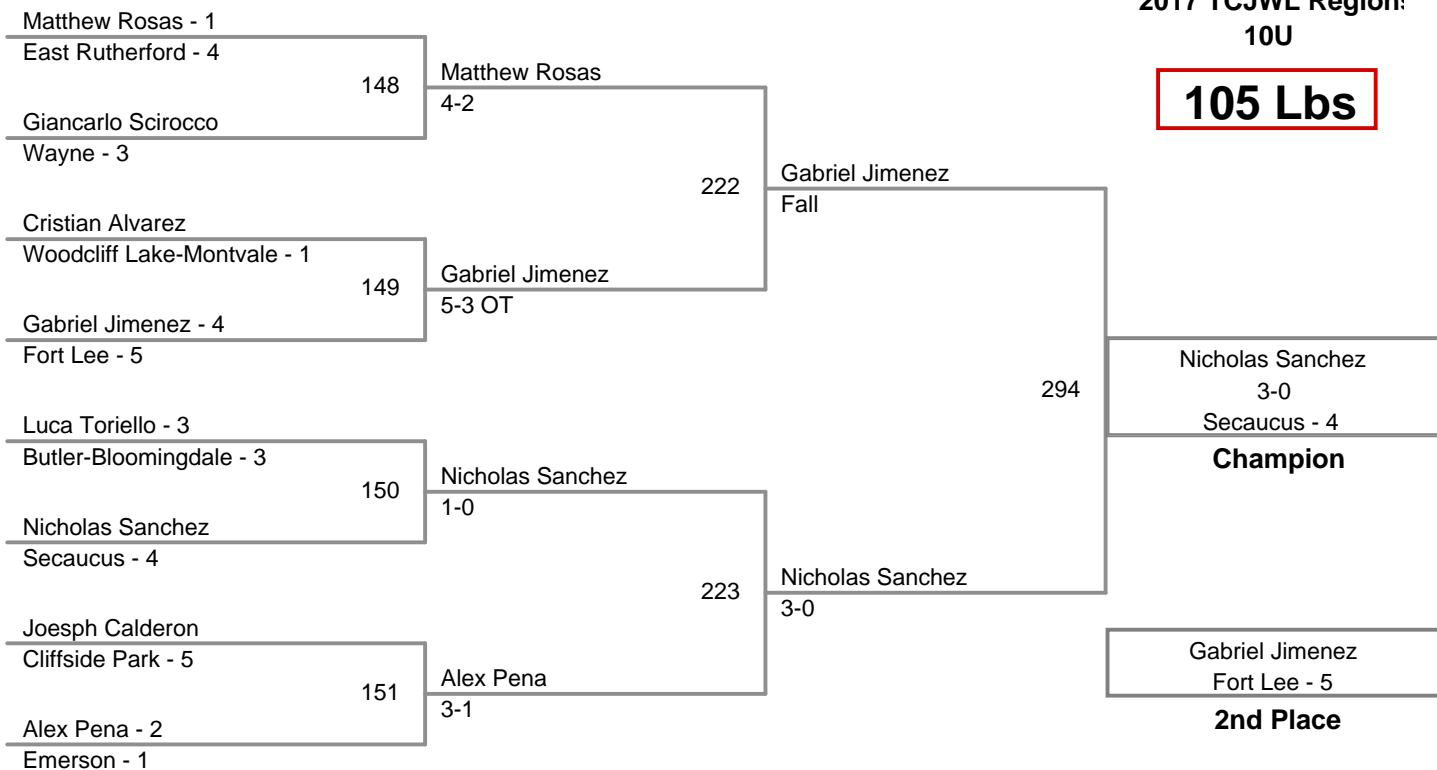 2017 TCJWL Regions
10U
105 Lbs
Matthew Rosas - 1
East Rutherford - 4
148
Giancarlo Scirocco
Wayne - 3
Matthew Rosas
4-2
222
Cristian Alvarez
Woodcliff Lake-Montvale - 1
149
Gabriel Jimenez - 4
Fort Lee - 5
Gabriel Jimenez
5-3 OT
Gabriel Jimenez
Fall
294
Luca Toriello - 3
Butler-Bloomingdale - 3
150
Nicholas Sanchez
Secaucus - 4
Nicholas Sanchez
1-0
223
Joesph Calderon
Cliffside Park - 5
151
Alex Pena - 2
Emerson - 1
Alex Pena
3-1
Nicholas Sanchez
3-0
Nicholas Sanchez
3-0
Secaucus - 4
Champion
Gabriel Jimenez
Fort Lee - 5
2nd Place